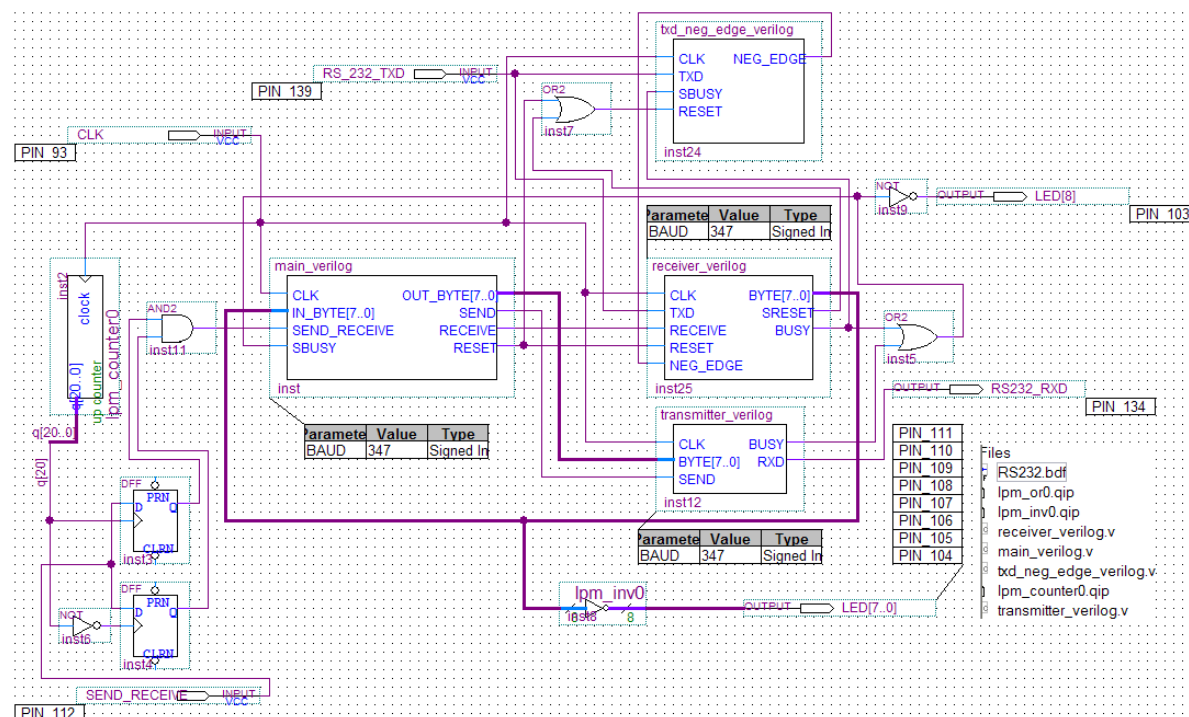 txd_neg_edge_verilog
CLK NEG_EDGE
TXD
SBUSY
RESET
inst24
RS_232_TXD INPUT
VCC
PIN_139
OR2
inst7
CLK INPUT
VCC
PIN_93
NOT
inst9
OUTPUT LED[8]
PIN_103
Paramete Value Type
BAUD 347 Signed In
inst2
clock
q[20..0]
up counter
lpm_counter0
main_verilog
CLK OUT_BYTE[7..0]
IN_BYTE[7..0] SEND
SEND_RECEIVE RECEIVE
SBUSY RESET
inst
receiver_verilog
CLK BYTE[7..0]
TXD SRESET
RECEIVE BUSY
RESET
NEG_EDGE
inst25
AND2
inst11
OR2
inst5
OUTPUT RS232_RXD
PIN_134
Paramete Value Type
BAUD 347 Signed In
transmitter_verilog
CLK BUSY
BYTE[7..0] RXD
SEND
inst12
Paramete Value Type
BAUD 347 Signed In
q[20..0]
q[20]
DFF
PRN
D Q
CLRN
inst3
DFF
PRN
D Q
CLRN
inst4
NOT
inst6
PIN_111
PIN_110
PIN_109
PIN_108
PIN_107
PIN_106
PIN_105
PIN_104
Files
RS232.bdf
lpm_or0.qip
lpm_inv0.qip
receiver_verilog.v
main_verilog.v
txd_neg_edge_verilog.v
lpm_counter0.qip
transmitter_verilog.v
lpm_inv0
inst8
8
OUTPUT LED[7..0]
SEND_RECEIVE INPUT
VCC
PIN_112